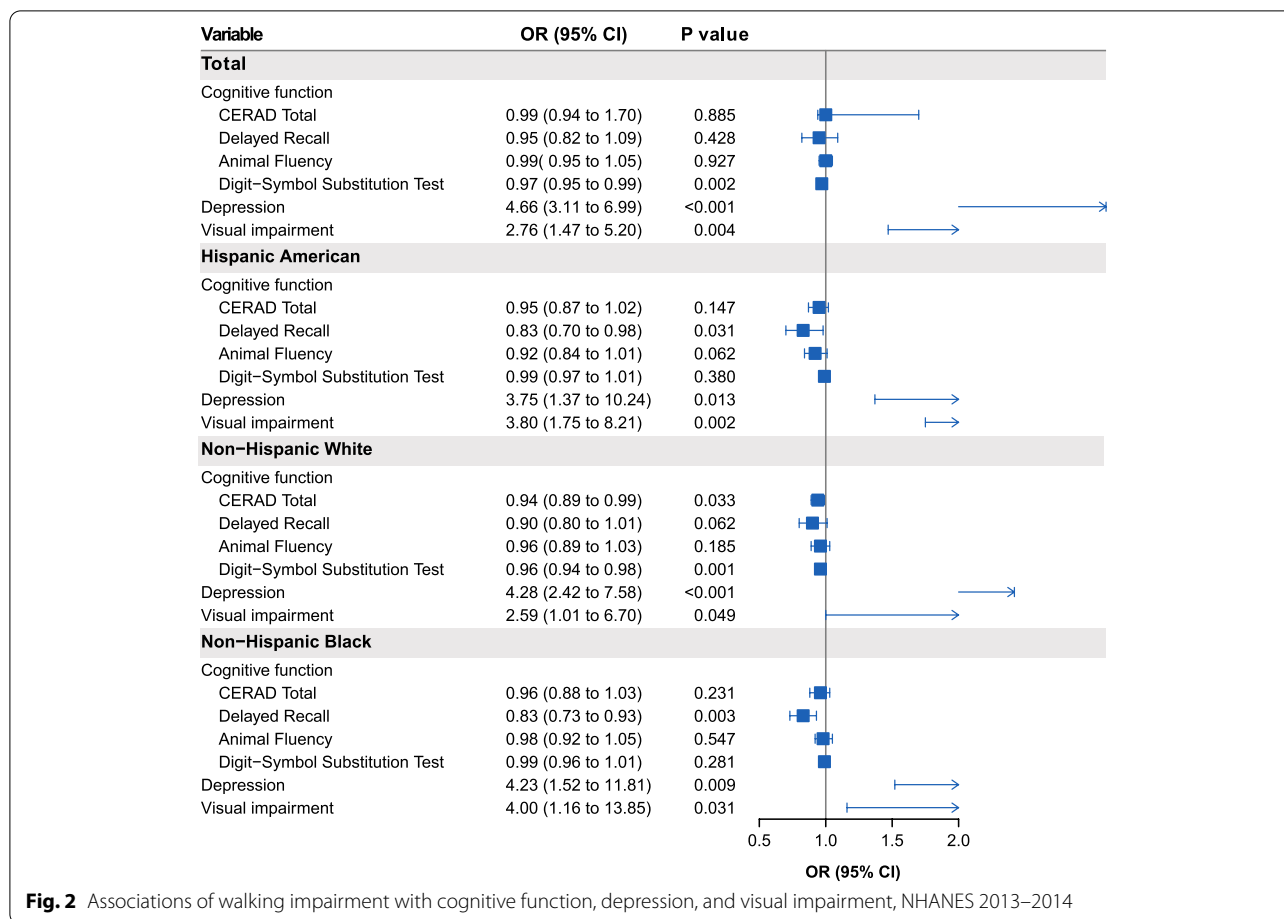 Variable OR (95% CI) P value
Total
Cognitive function
CERAD Total 0.99 (0.94 to 1.70) 0.885
Delayed Recall 0.95 (0.82 to 1.09) 0.428
Animal Fluency 0.99( 0.95 to 1.05) 0.927
Digit−Symbol Substitution Test 0.97 (0.95 to 0.99) 0.002
Depression 4.66 (3.11 to 6.99) <0.001
Visual impairment 2.76 (1.47 to 5.20) 0.004
Hispanic American
Cognitive function
CERAD Total 0.95 (0.87 to 1.02) 0.147
Delayed Recall 0.83 (0.70 to 0.98) 0.031
Animal Fluency 0.92 (0.84 to 1.01) 0.062
Digit−Symbol Substitution Test 0.99 (0.97 to 1.01) 0.380
Depression 3.75 (1.37 to 10.24) 0.013
Visual impairment 3.80 (1.75 to 8.21) 0.002
Non−Hispanic White
Cognitive function
CERAD Total 0.94 (0.89 to 0.99) 0.033
Delayed Recall 0.90 (0.80 to 1.01) 0.062
Animal Fluency 0.96 (0.89 to 1.03) 0.185
Digit−Symbol Substitution Test 0.96 (0.94 to 0.98) 0.001
Depression 4.28 (2.42 to 7.58) <0.001
Visual impairment 2.59 (1.01 to 6.70) 0.049
Non−Hispanic Black
Cognitive function
CERAD Total 0.96 (0.88 to 1.03) 0.231
Delayed Recall 0.83 (0.73 to 0.93) 0.003
Animal Fluency 0.98 (0.92 to 1.05) 0.547
Digit−Symbol Substitution Test 0.99 (0.96 to 1.01) 0.281
Depression 4.23 (1.52 to 11.81) 0.009
Visual impairment 4.00 (1.16 to 13.85) 0.031
0.5 1.0 1.5 2.0
OR (95% CI)
Fig. 2 Associations of walking impairment with cognitive function, depression, and visual impairment, NHANES 2013–2014